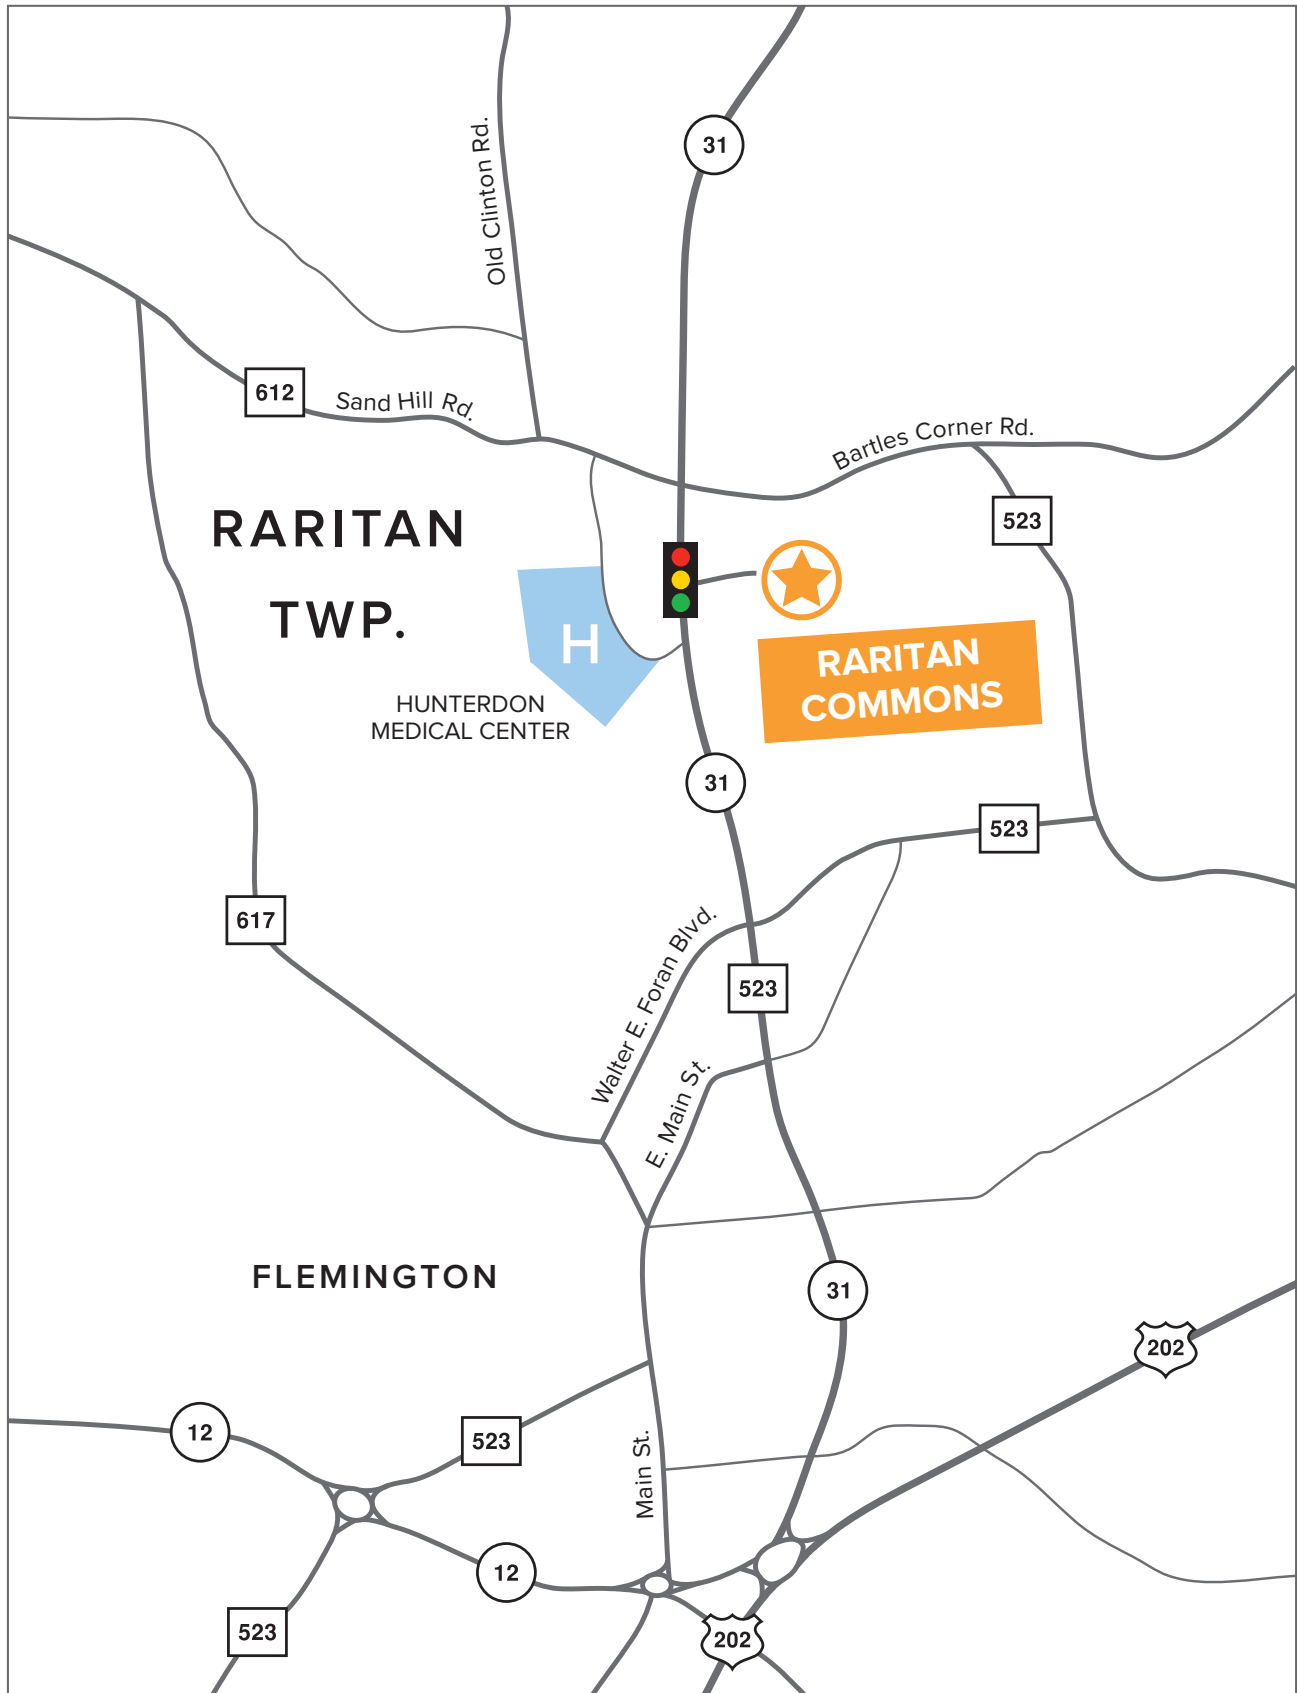 31
Old Clinton Rd.
612
Sand Hill Rd.
Bartles Corner Rd.
523
RARITAN
TWP.
H
HUNTERDON
MEDICAL CENTER
RARITAN
COMMONS
31
523
617
Walter E. Foran Blvd.
523
E. Main St.
FLEMINGTON
31
202
12
523
Main St.
12
523
202